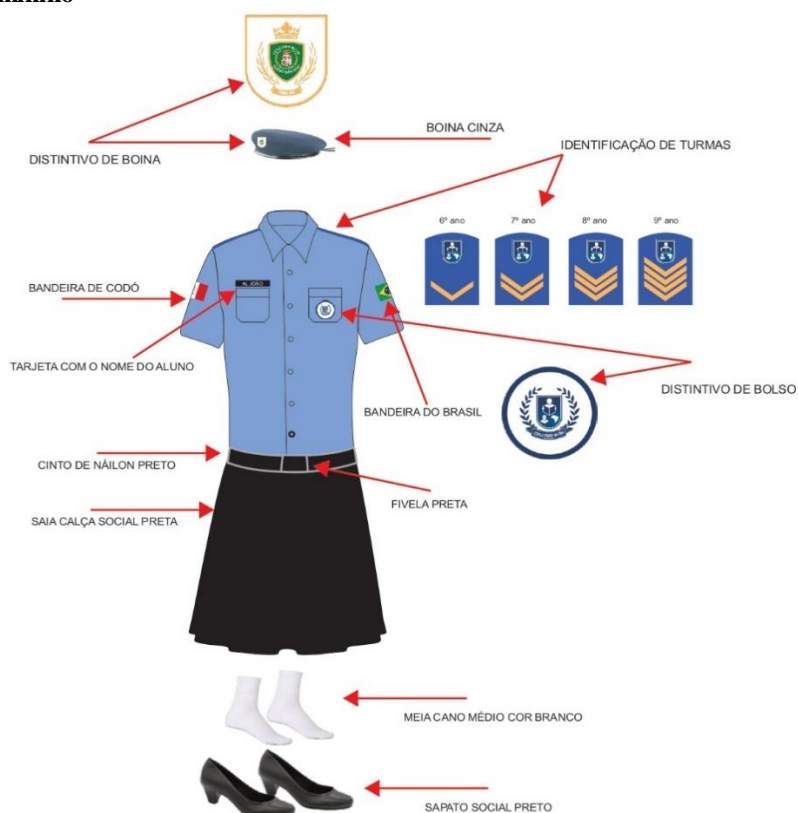 BOINA CINZA
IDENTIFICAÇÃO DE TURMAS
DISTINTIVO DE BOINA
6º ano 7º ano 8º ano 9º ano
BANDEIRA DE CODÓ
AL JOÃO
TARJETA COM O NOME DO ALUNO
DISTINTIVO DE BOLSO
BANDEIRA DO BRASIL
CINTO DE NÁILON PRETO
FIVELA PRETA
SAIA CALÇA SOCIAL PRETA
MEIA CANO MÉDIO COR BRANCO
SAPATO SOCIAL PRETO